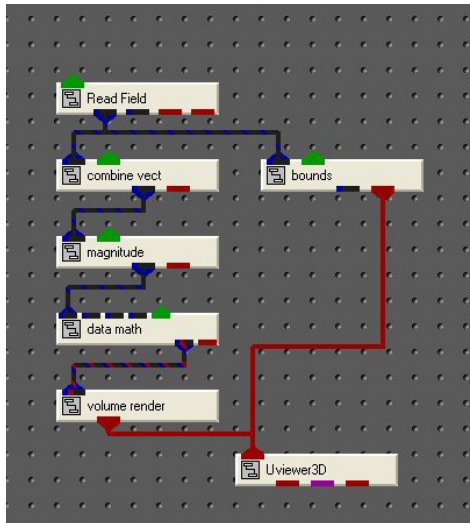 Read Field
combine vect
bounds
magnitude
data math
volume render
Uviewer3D